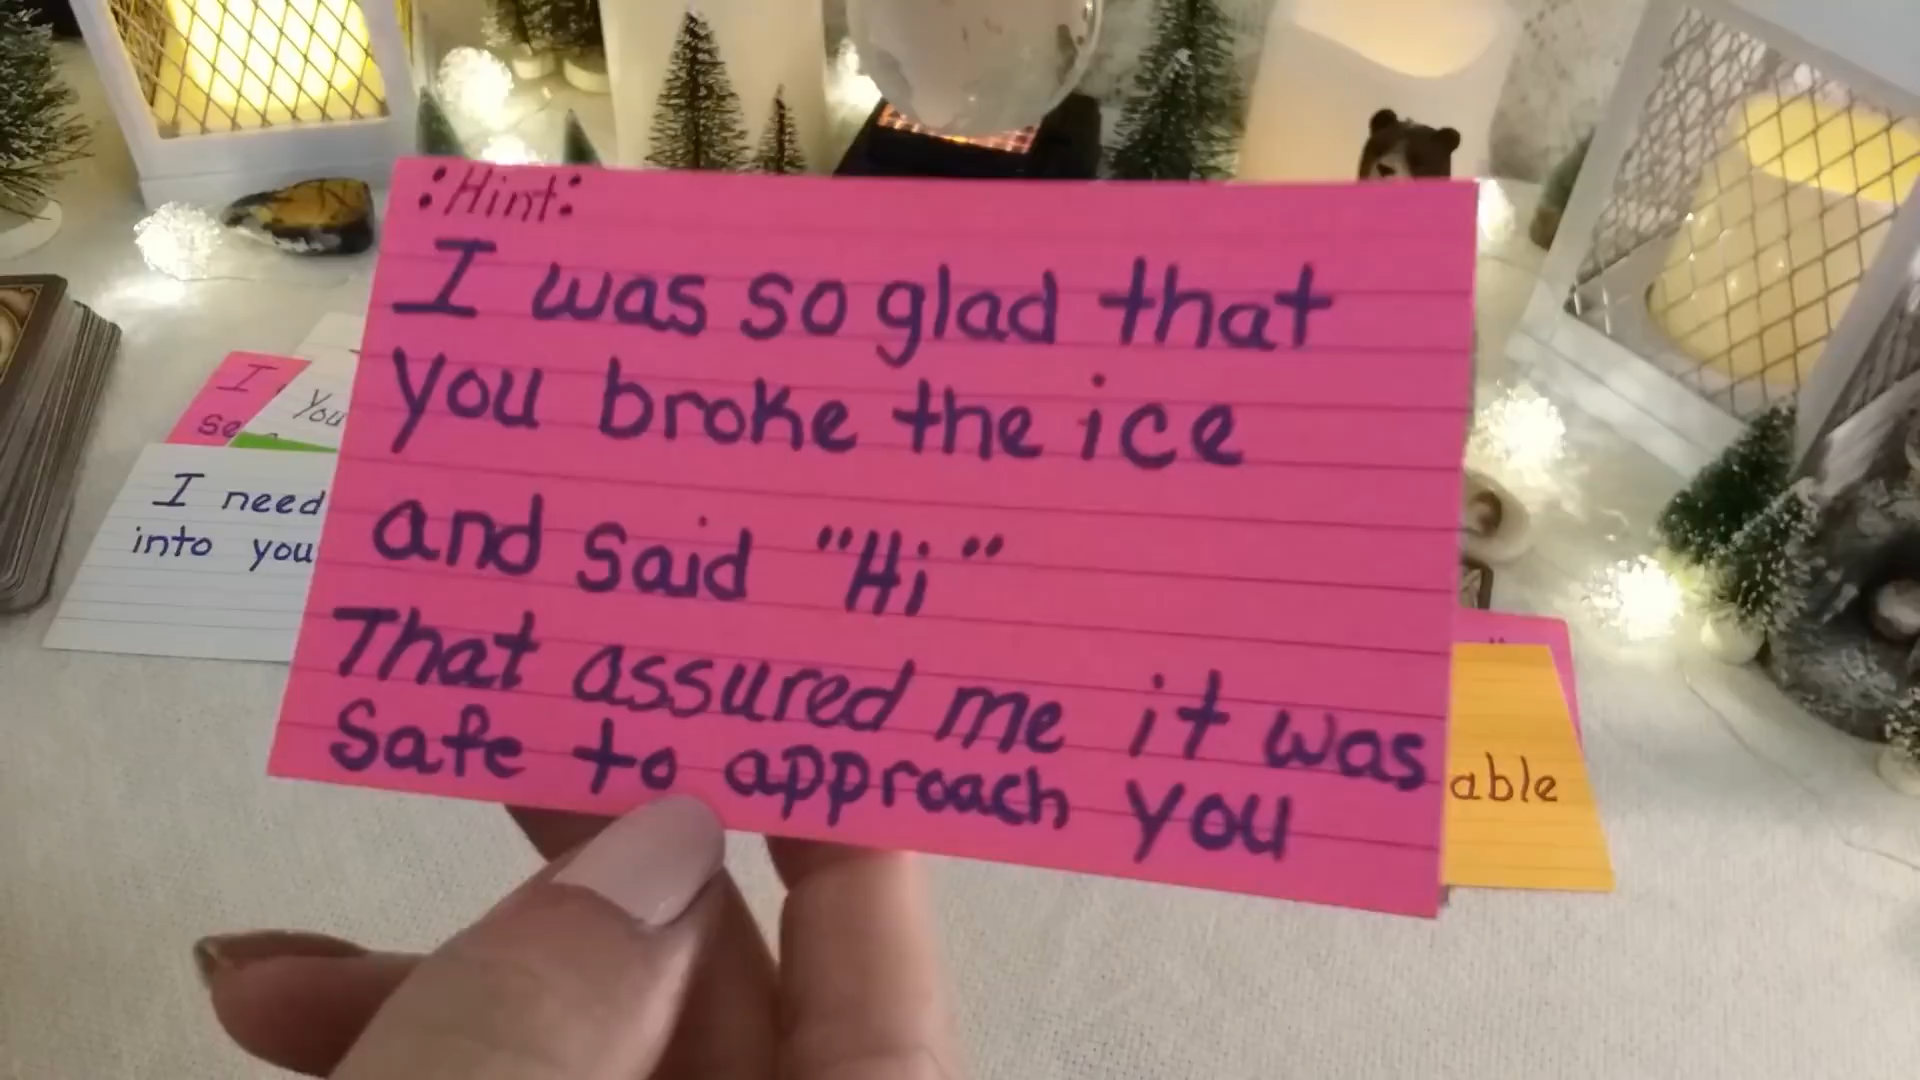 :Hint:
I was so glad that
you broke the ice
and said "Hi"
That assured me it was
Safe to approach you
I
se
You
I need
into you
able